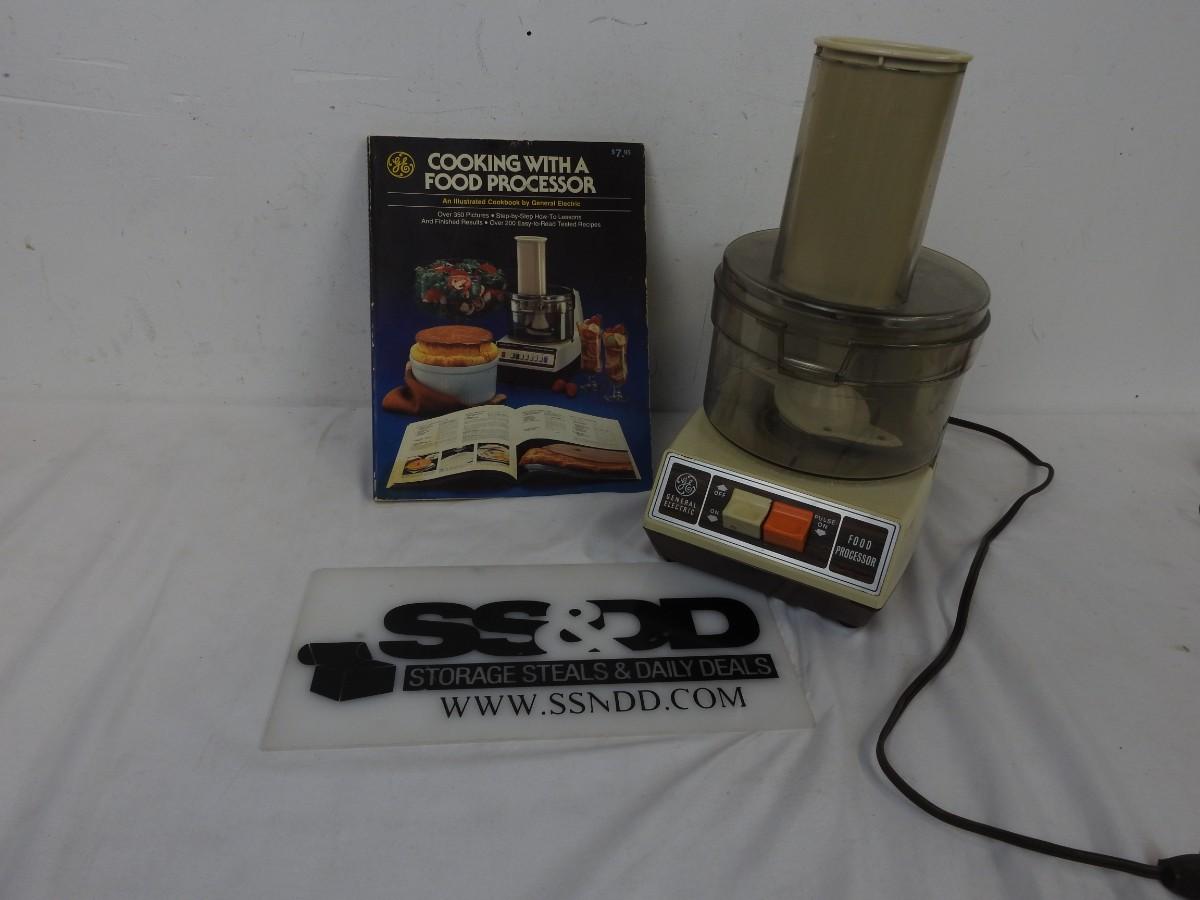 GE
COOKING WITH A
FOOD PROCESSOR
$7.95
An Illustrated Cookbook by General Electric
Over 350 Pictures • Step-by-Step How-To Lessons
And Finished Results • Over 200 Easy-to-Read Tested Recipes
GE
GENERAL
ELECTRIC
OFF
ON
PULSE
ON
FOOD
PROCESSOR
SS&DD
STORAGE STEALS & DAILY DEALS
WWW.SSNDD.COM